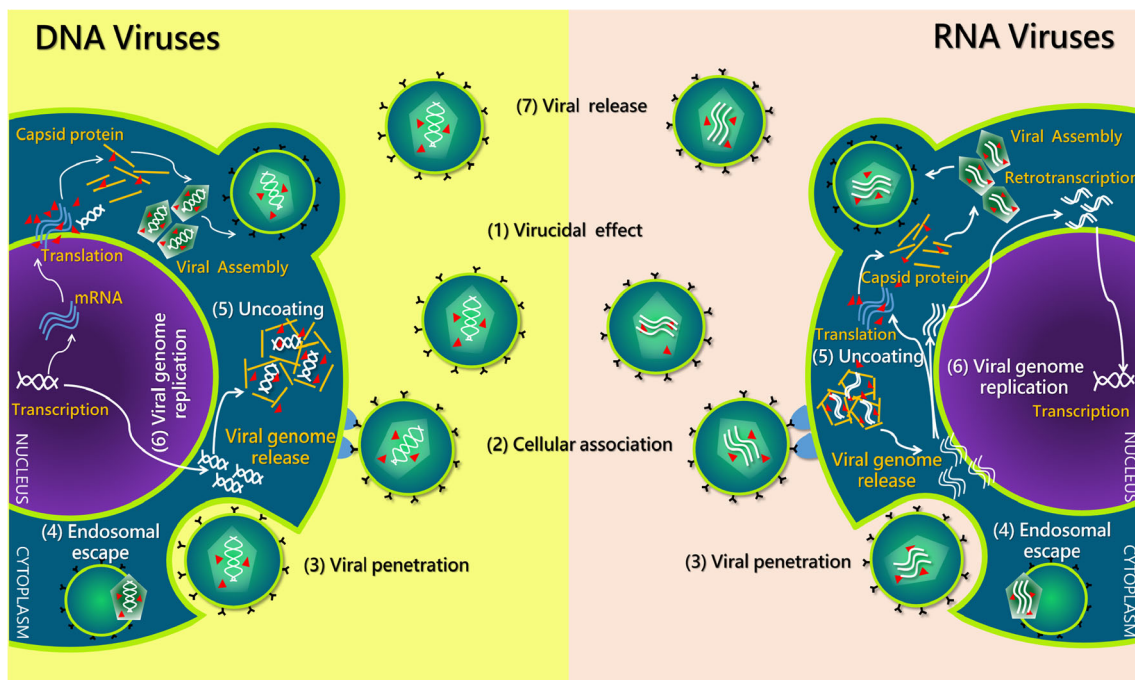 DNA Viruses
RNA Viruses
(7) Viral release
(1) Virucidal effect
(2) Cellular association
(3) Viral penetration
(3) Viral penetration
Capsid protein
Translation
Viral Assembly
mRNA
(5) Uncoating
Transcription
(6) Viral genome
replication
Viral genome
release
NUCLEUS
(4) Endosomal
escape
CYTOPLASM
Viral Assembly
Retrotranscription
Capsid protein
Translation
(5) Uncoating
(6) Viral genome
replication
Transcription
Viral genome
release
NUCLEUS
(4) Endosomal
escape
CYTOPLASM